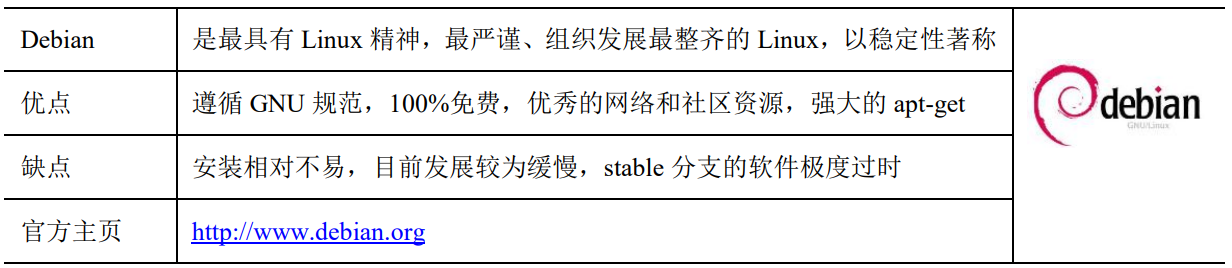 Debian 是最具有 Linux 精神，最严谨、组织发展最整齐的 Linux，以稳定性著称
优点 遵循 GNU 规范，100%免费，优秀的网络和社区资源，强大的 apt-get
缺点 安装相对不易，目前发展较为缓慢，stable 分支的软件极度过时
官方主页 http://www.debian.org
debian
GNU/Linux